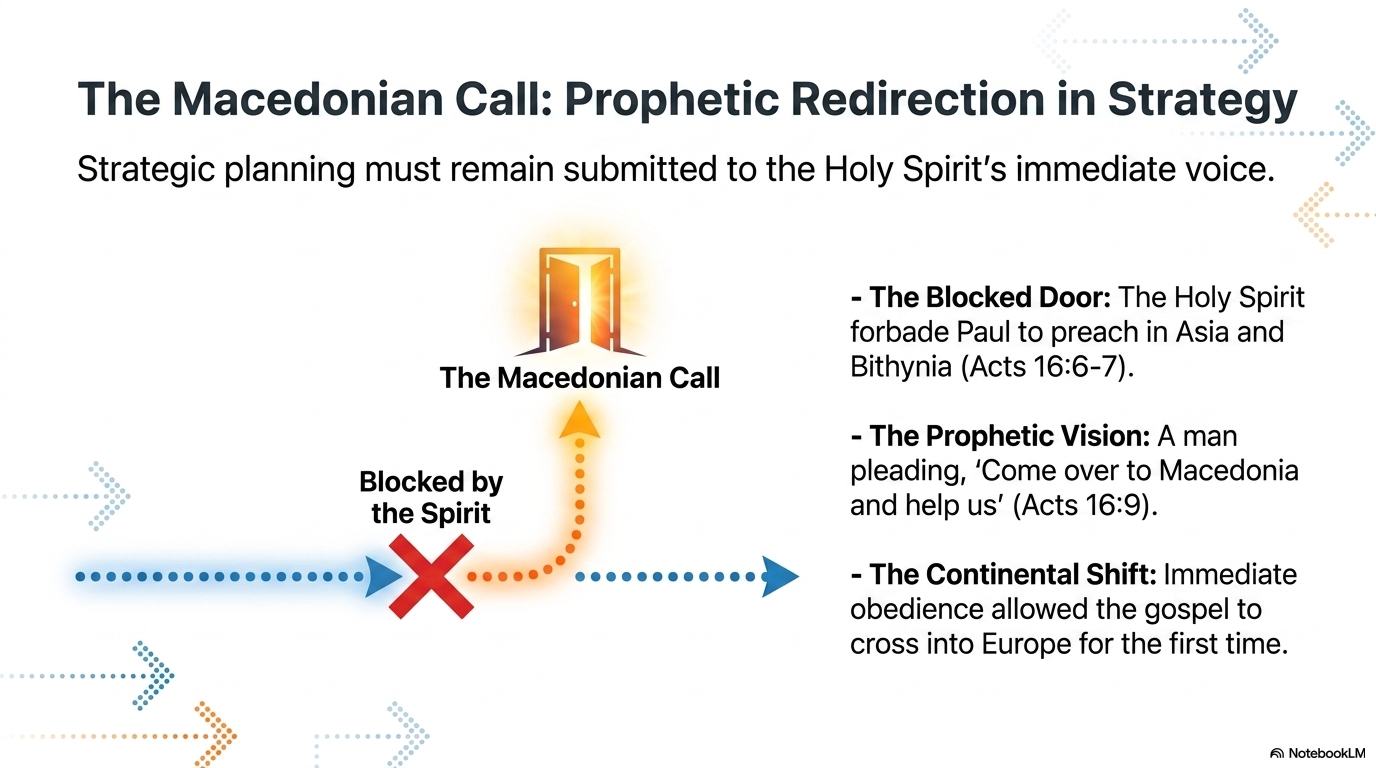 The Macedonian Call: Prophetic Redirection in Strategy
Strategic planning must remain submitted to the Holy Spirit’s immediate voice.
The Macedonian Call
Blocked by
the Spirit
- The Blocked Door: The Holy Spirit
forbade Paul to preach in Asia and
Bithynia (Acts 16:6-7).
- The Prophetic Vision: A man
pleading, ‘Come over to Macedonia
and help us’ (Acts 16:9).
- The Continental Shift: Immediate
obedience allowed the gospel to
cross into Europe for the first time.
NotebookLM